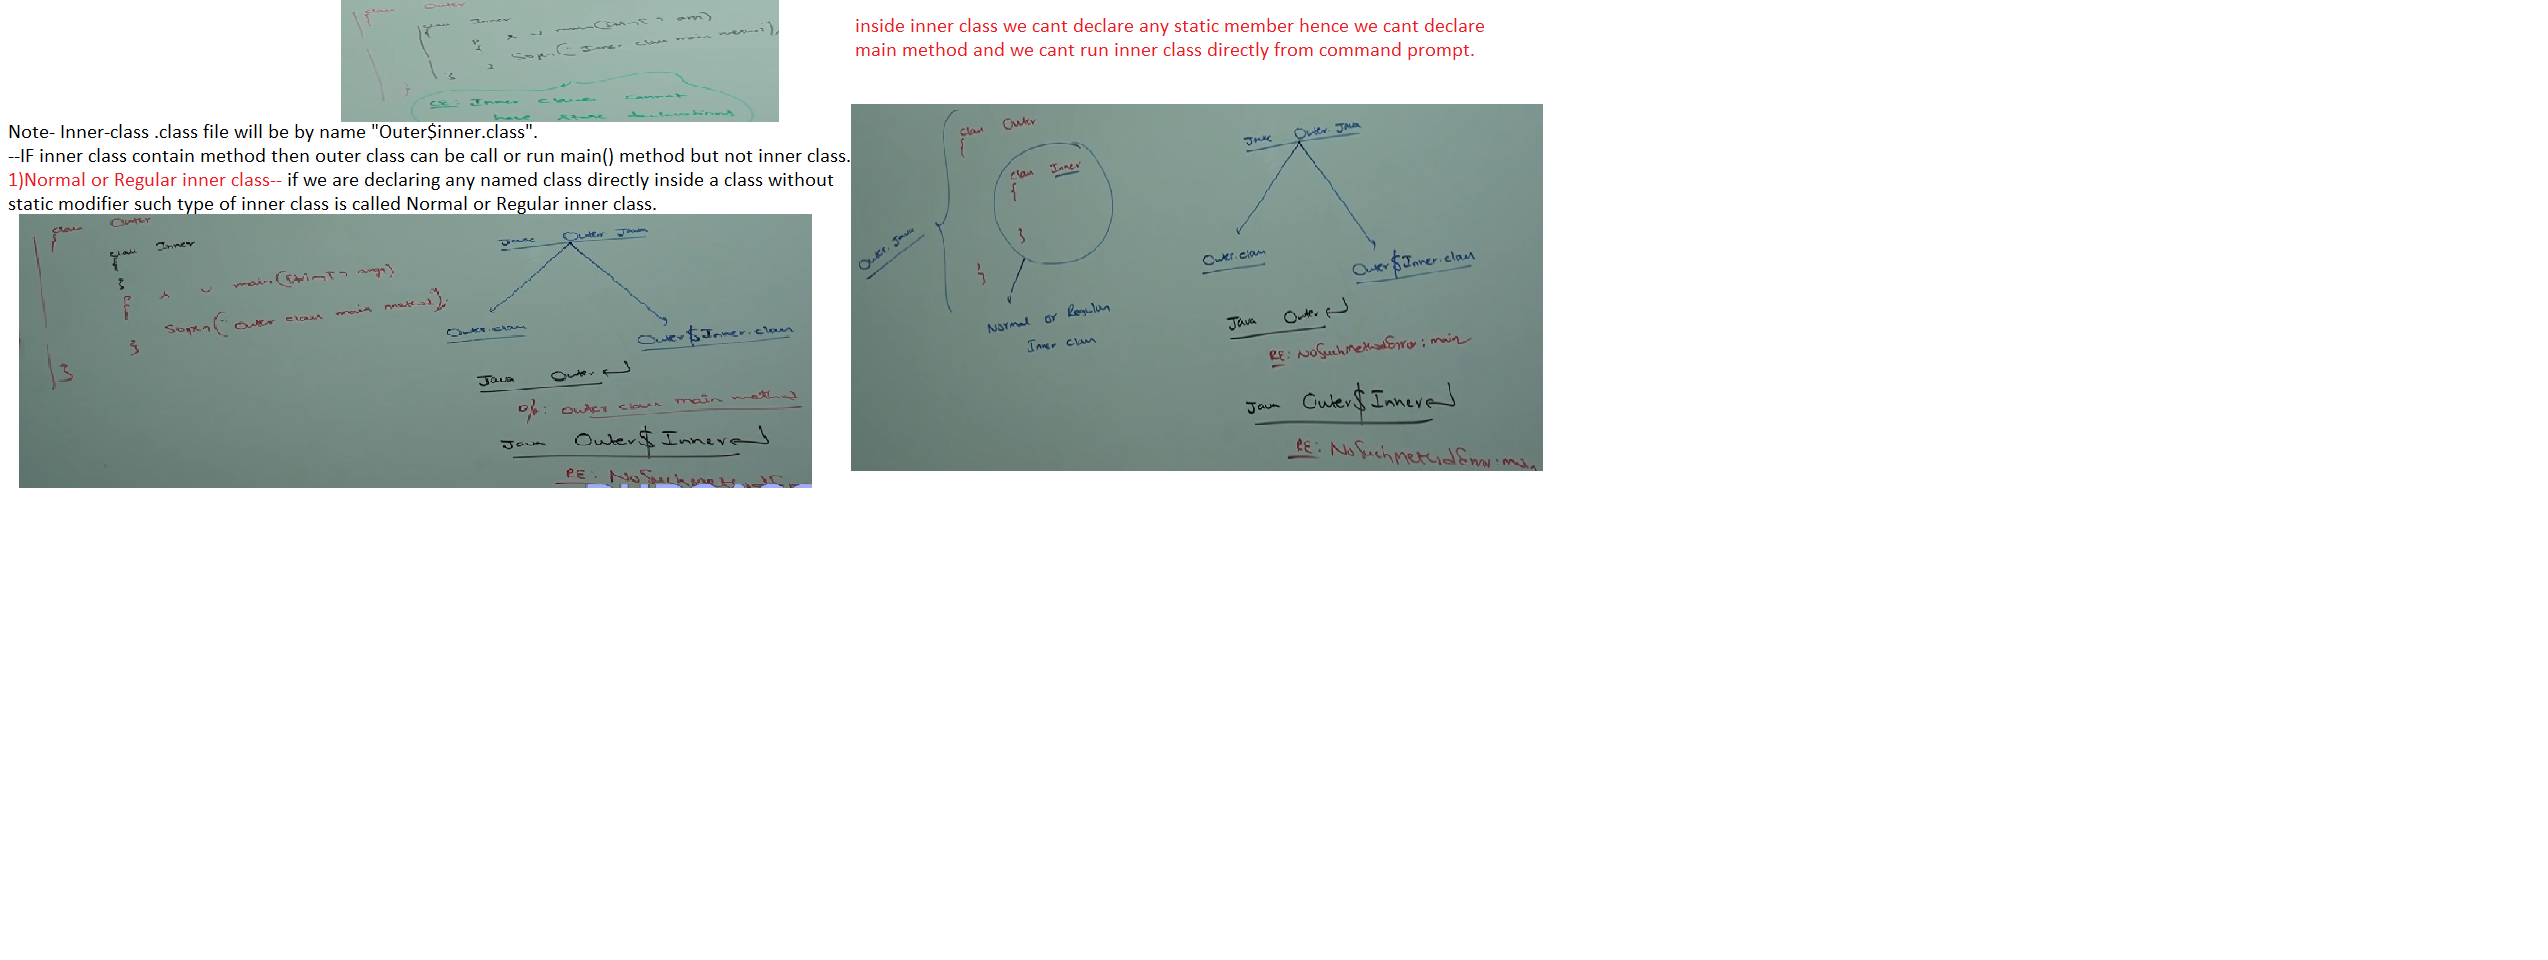 class Outer
class Inner
main(
Sopln("Inner class main method");
}
}
}
CE: Inner classes cannot
have static declarations
inside inner class we cant declare any static member hence we cant declare
main method and we cant run inner class directly from command prompt.
Note- Inner-class .class file will be by name "Outer$inner.class".
--IF inner class contain method then outer class can be call or run main() method but not inner class.
1)Normal or Regular inner class-- if we are declaring any named class directly inside a class without
static modifier such type of inner class is called Normal or Regular inner class.
class Outer
{
class Inner
{
}
s v main(String[] args)
{
Sopln("Outer class main method");
}
}
Javac Outer.Java
Outer.class
Outer$Inner.class
Java Outer↵
o/p: outer class main method
Java Outer$Inner↵
RE: NoSuch
Outer.Java
class Outer
{
class Inner
{
}
}
Normal or Regular
Inner class
Javac Outer.Java
Outer.class
Outer$Inner.class
Java Outer↵
RE: NoSuchMethodError: main
Java Outer$Inner↵
RE: NoSuchMethodError: main